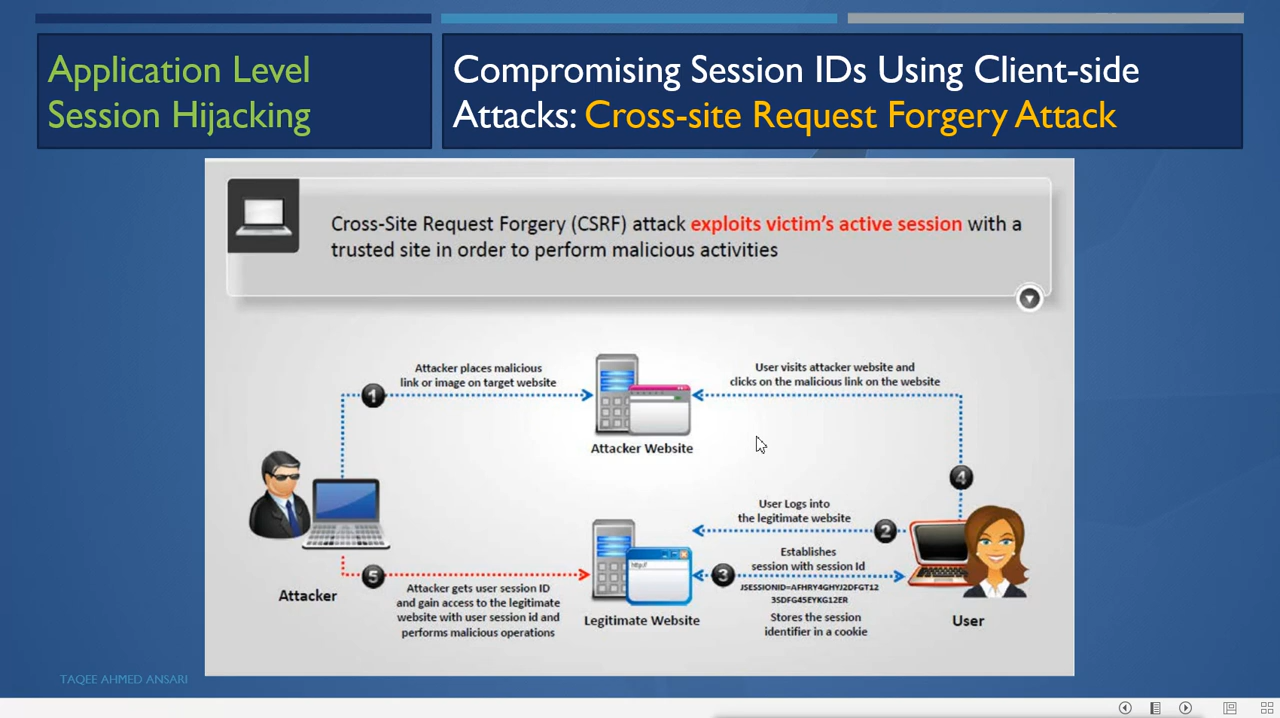 Application Level
Session Hijacking
Compromising Session IDs Using Client-side
Attacks: Cross-site Request Forgery Attack
Cross-Site Request Forgery (CSRF) attack exploits victim's active session with a
trusted site in order to perform malicious activities
Attacker places malicious
link or image on target website
1
User visits attacker website and
clicks on the malicious link on the website
Attacker Website
4
User Logs into
the legitimate website
2
Establishes
session with session Id
3
JSESSIONID=AFHRY4GHYJ2DFGT12
3SDFG45EYKG12ER
Stores the session
identifier in a cookie
http://
5
Attacker gets user session ID
and gain access to the legitimate
website with user session id and
performs malicious operations
Attacker
Legitimate Website
User
TAQEE AHMED ANSARI